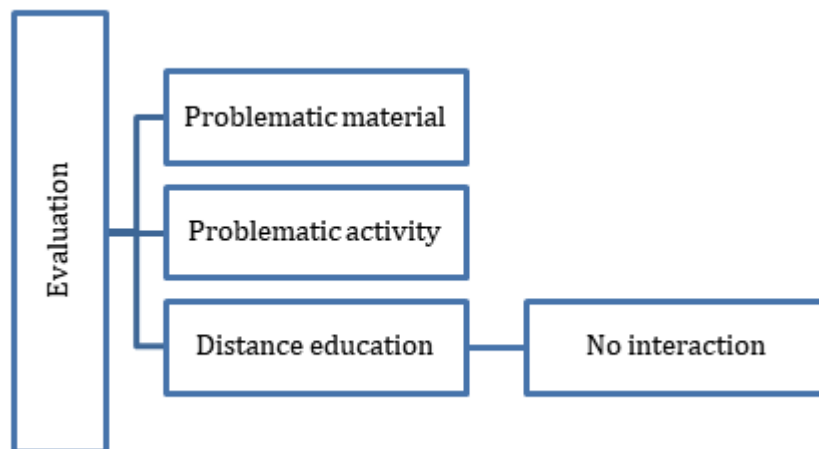 Evaluation
Problematic material
Problematic activity
Distance education
No interaction